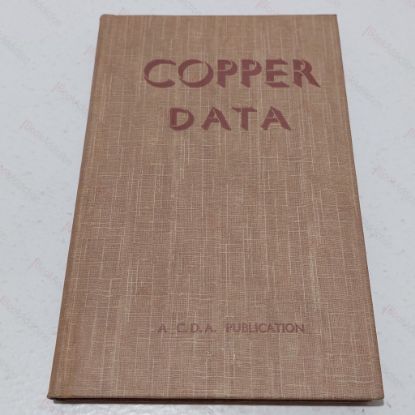 COPPER
DATA
A C.D.A. PUBLICATION